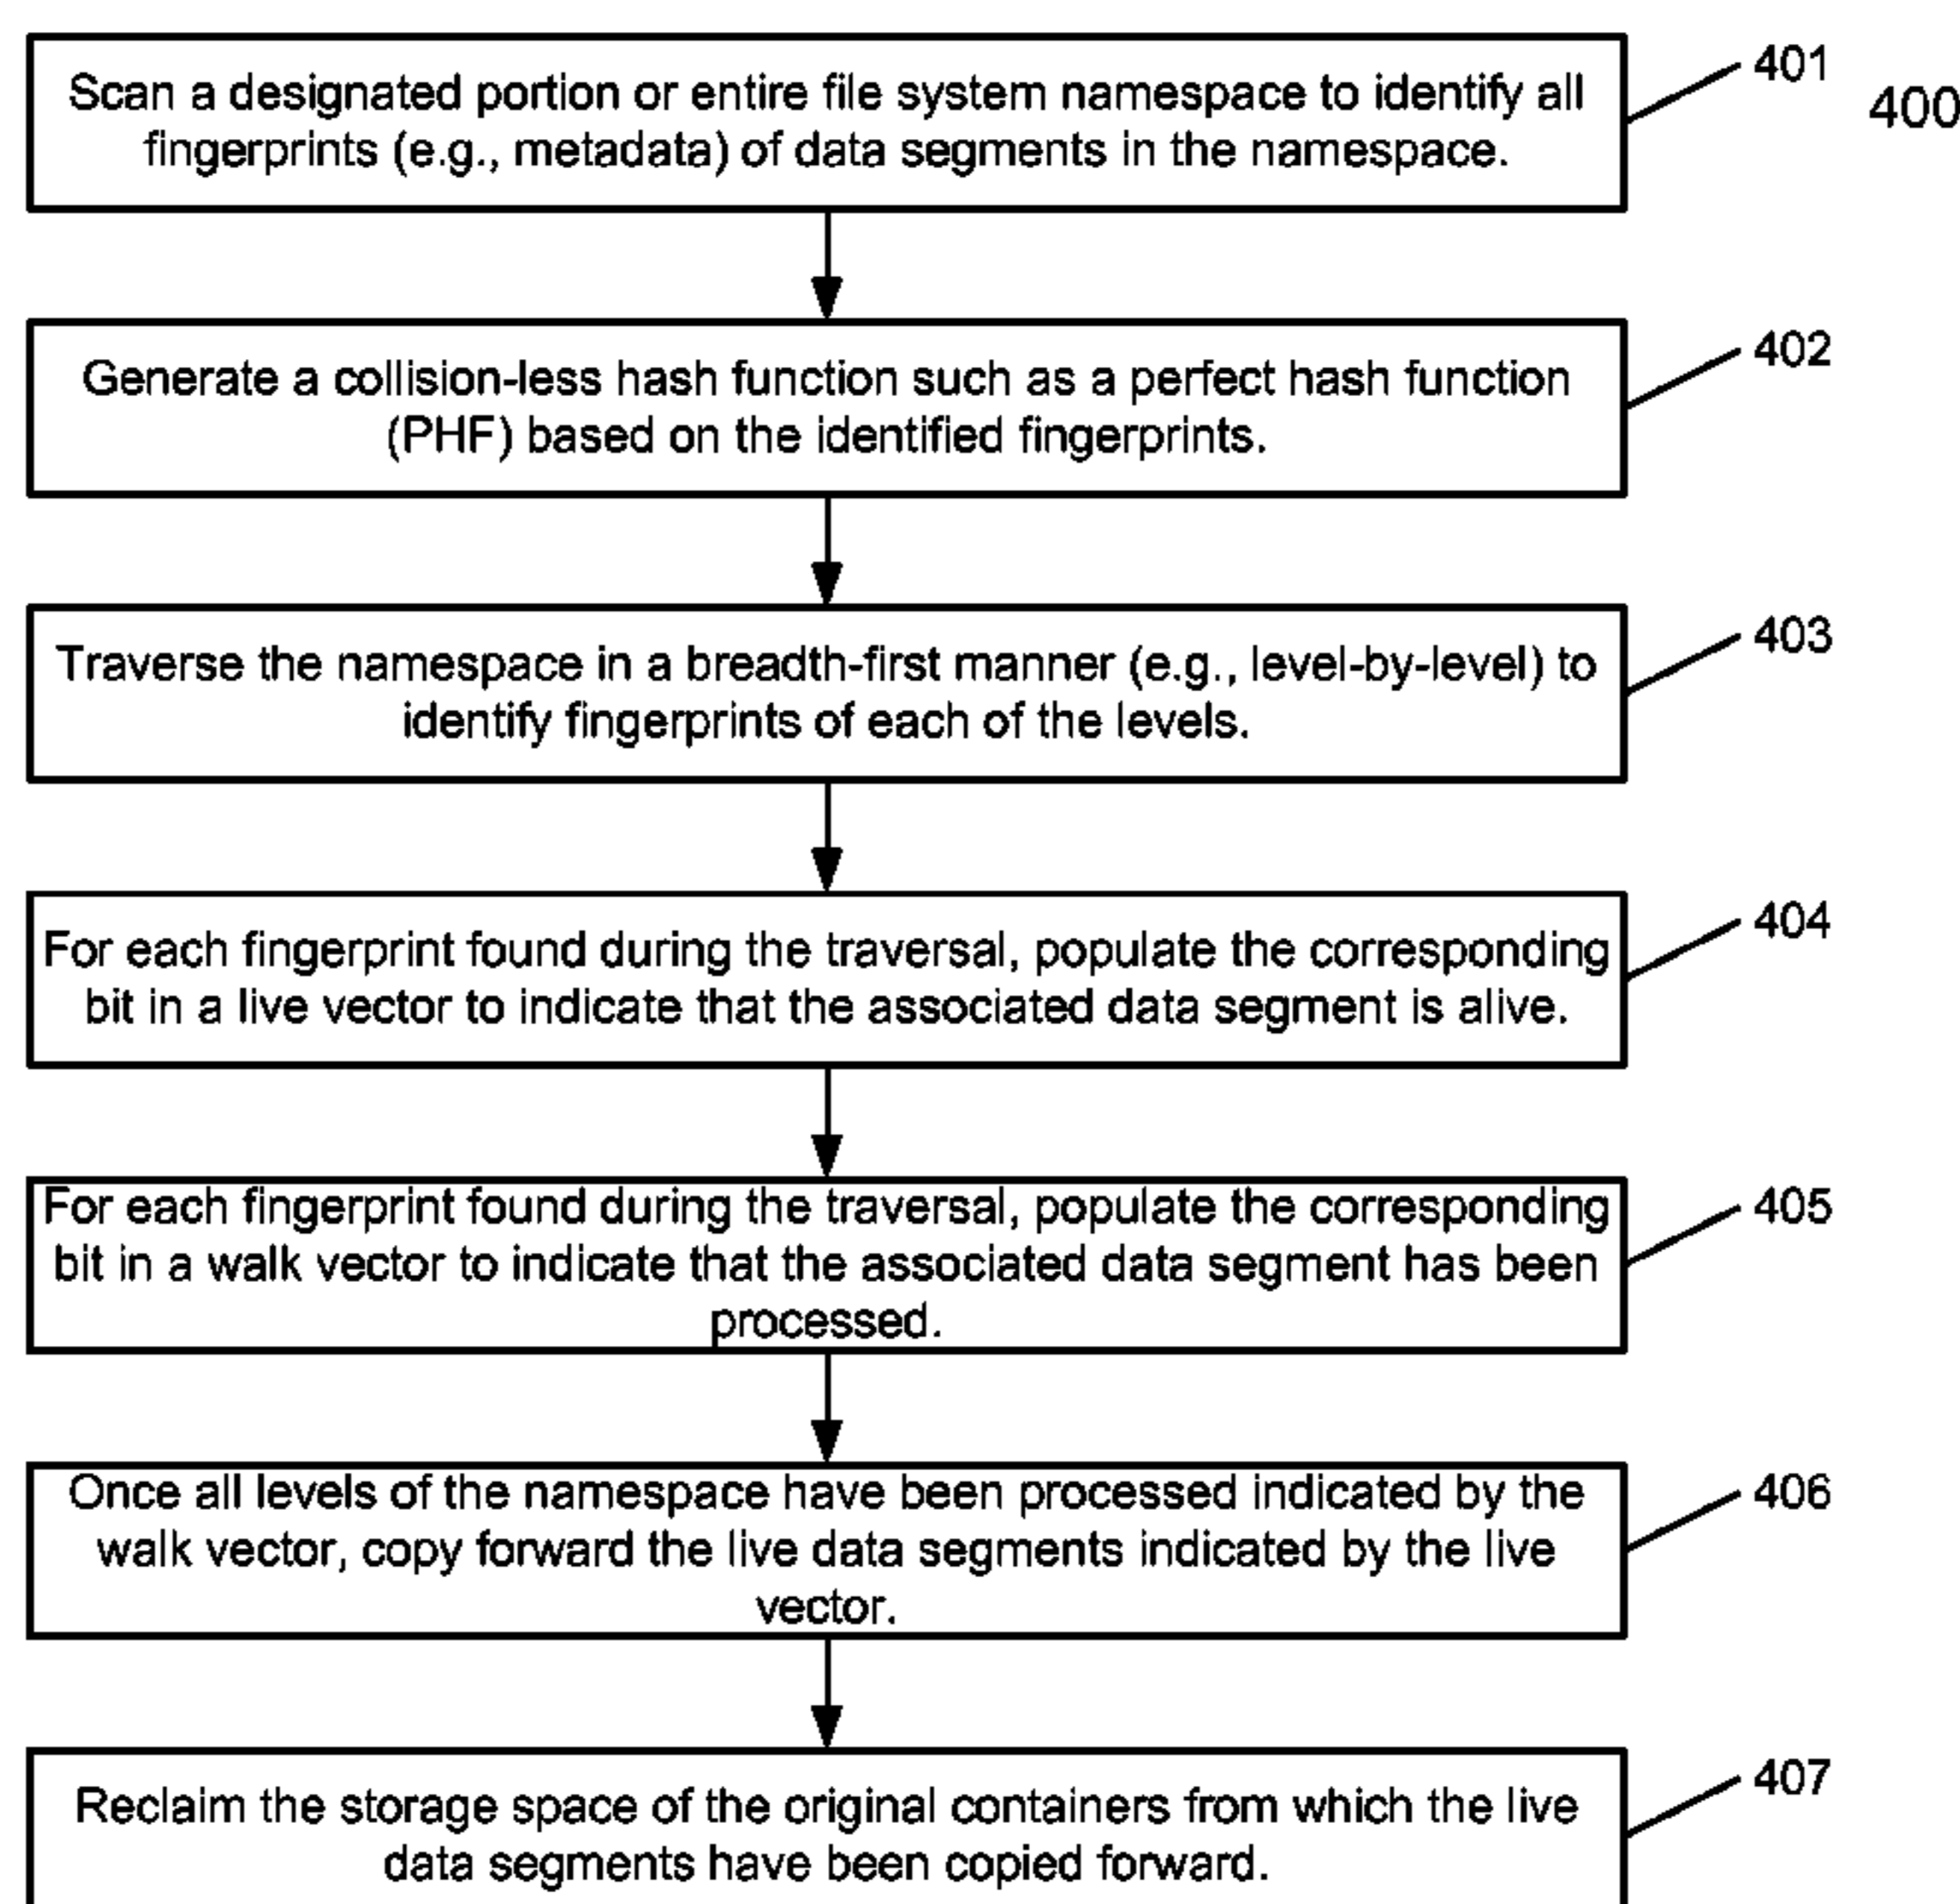 Scan a designated portion or entire file system namespace to identify all
fingerprints (e.g., metadata) of data segments in the namespace.
401
400
Generate a collision-less hash function such as a perfect hash function
(PHF) based on the identified fingerprints.
402
Traverse the namespace in a breadth-first manner (e.g., level-by-level) to
identify fingerprints of each of the levels.
403
For each fingerprint found during the traversal, populate the corresponding
bit in a live vector to indicate that the associated data segment is alive.
404
For each fingerprint found during the traversal, populate the corresponding
bit in a walk vector to indicate that the associated data segment has been
processed.
405
Once all levels of the namespace have been processed indicated by the
walk vector, copy forward the live data segments indicated by the live
vector.
406
Reclaim the storage space of the original containers from which the live
data segments have been copied forward.
407